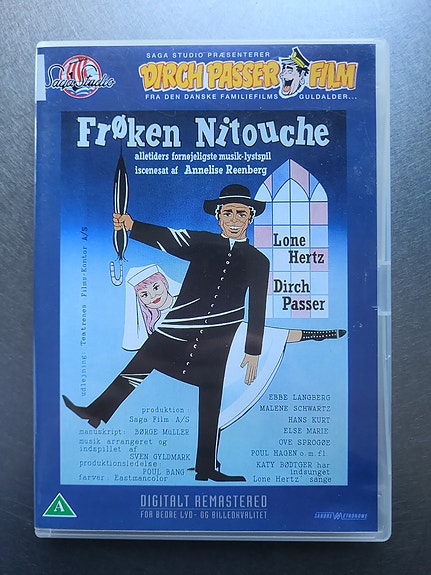 Saga Studio
SAGA STUDIO PRÆSENTERER
DIRCH PASSER FILM
FRA DEN DANSKE FAMILIEFILMS GULDALDER...
Frøken Nitouche
alletiders fornøjeligste musik-lystspil
iscenesat af Annelise Reenberg
Lone
Hertz
Dirch
Passer
udlejning: Teatrenes Films-Kontor A/S
EBBE LANGBERG
MALENE SCHWARTZ
HANS KURT
ELSE MARIE
OVE SPROGØE
POUL HAGEN o.m.fl.
KATY BØDTGER har
indsunget
Lone Hertz' sange
produktion:
Saga Film A/S
manuskript: BØRGE MüLLER
musik arrangeret og
indspillet af
SVEN GYLDMARK
produktionsledelse
POUL BANG
farver: Eastmancolor
A
DIGITALT REMASTERED
FOR BEDRE LYD- OG BILLEDKVALITET
SANDREW METRONOME